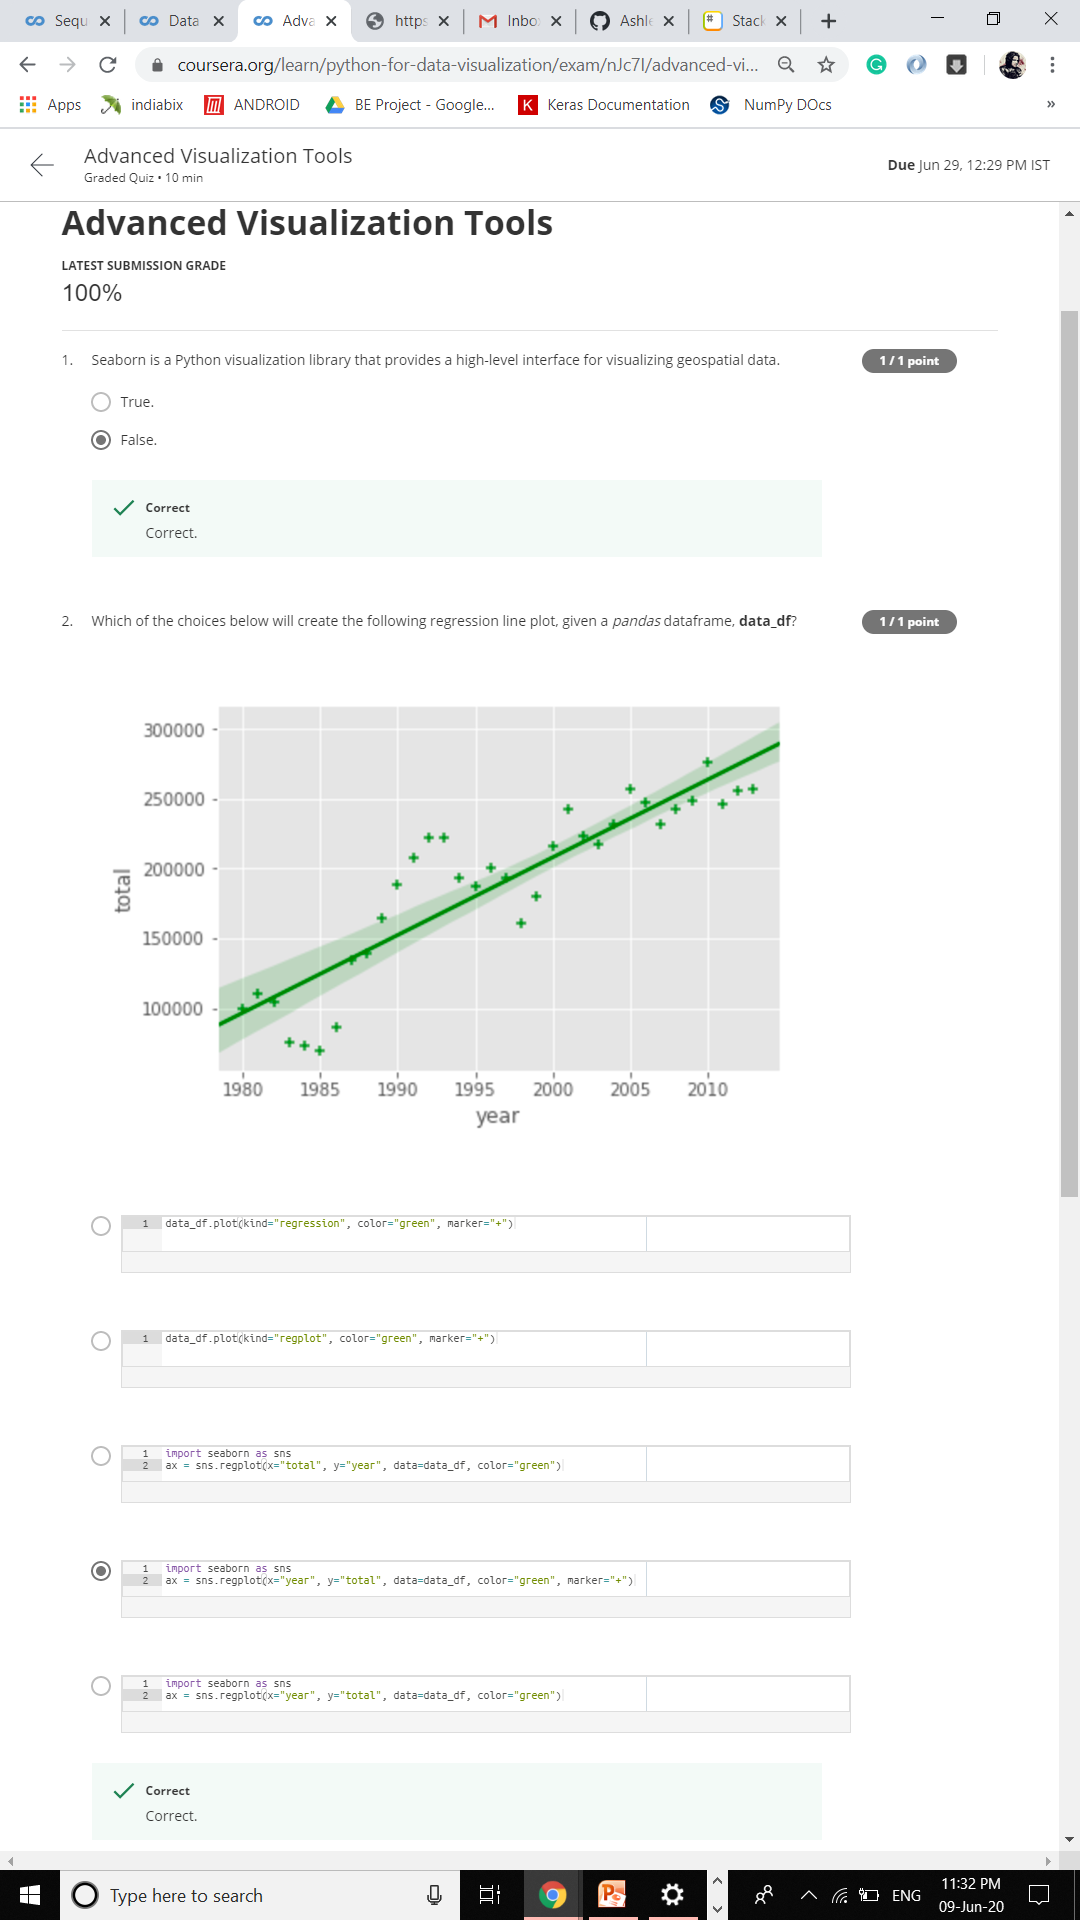 Sequ
Data
Adva
https
Inbo
Ashle
Stack
coursera.org/learn/python-for-data-visualization/exam/nJc7I/advanced-vi...
Apps
indiabix
ANDROID
BE Project - Google...
K
Keras Documentation
NumPy DOcs
»
Advanced Visualization Tools
Graded Quiz • 10 min
Due Jun 29, 12:29 PM IST
Advanced Visualization Tools
LATEST SUBMISSION GRADE
100%
1. Seaborn is a Python visualization library that provides a high-level interface for visualizing geospatial data.
1 / 1 point
True.
False.
Correct
Correct.
2. Which of the choices below will create the following regression line plot, given a pandas dataframe, data_df?
1 / 1 point
300000
250000
200000
150000
100000
total
1980 1985 1990 1995 2000 2005 2010
year
1 data_df.plot(kind="regression", color="green", marker="+")
1 data_df.plot(kind="regplot", color="green", marker="+")
1 import seaborn as sns
2 ax = sns.regplot(x="total", y="year", data=data_df, color="green")
1 import seaborn as sns
2 ax = sns.regplot(x="year", y="total", data=data_df, color="green", marker="+")
1 import seaborn as sns
2 ax = sns.regplot(x="year", y="total", data=data_df, color="green")
Correct
Correct.
Type here to search
ENG
11:32 PM
09-Jun-20